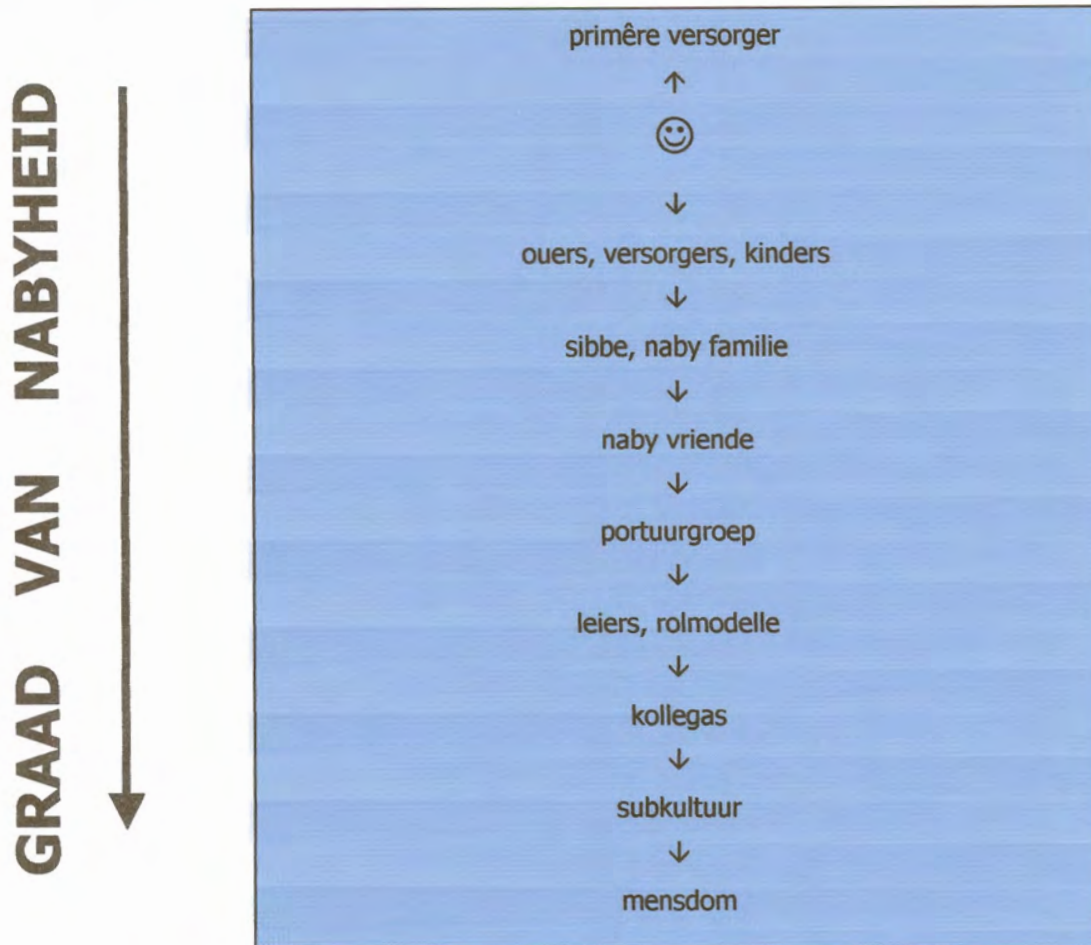 GRAAD VAN NABYHEID
primêre versorger
↑
☺
↓
ouers, versorgers, kinders
↓
sibbe, naby familie
↓
naby vriende
↓
portuurgroep
↓
leiers, rolmodelle
↓
kollegas
↓
subkultuur
↓
mensdom